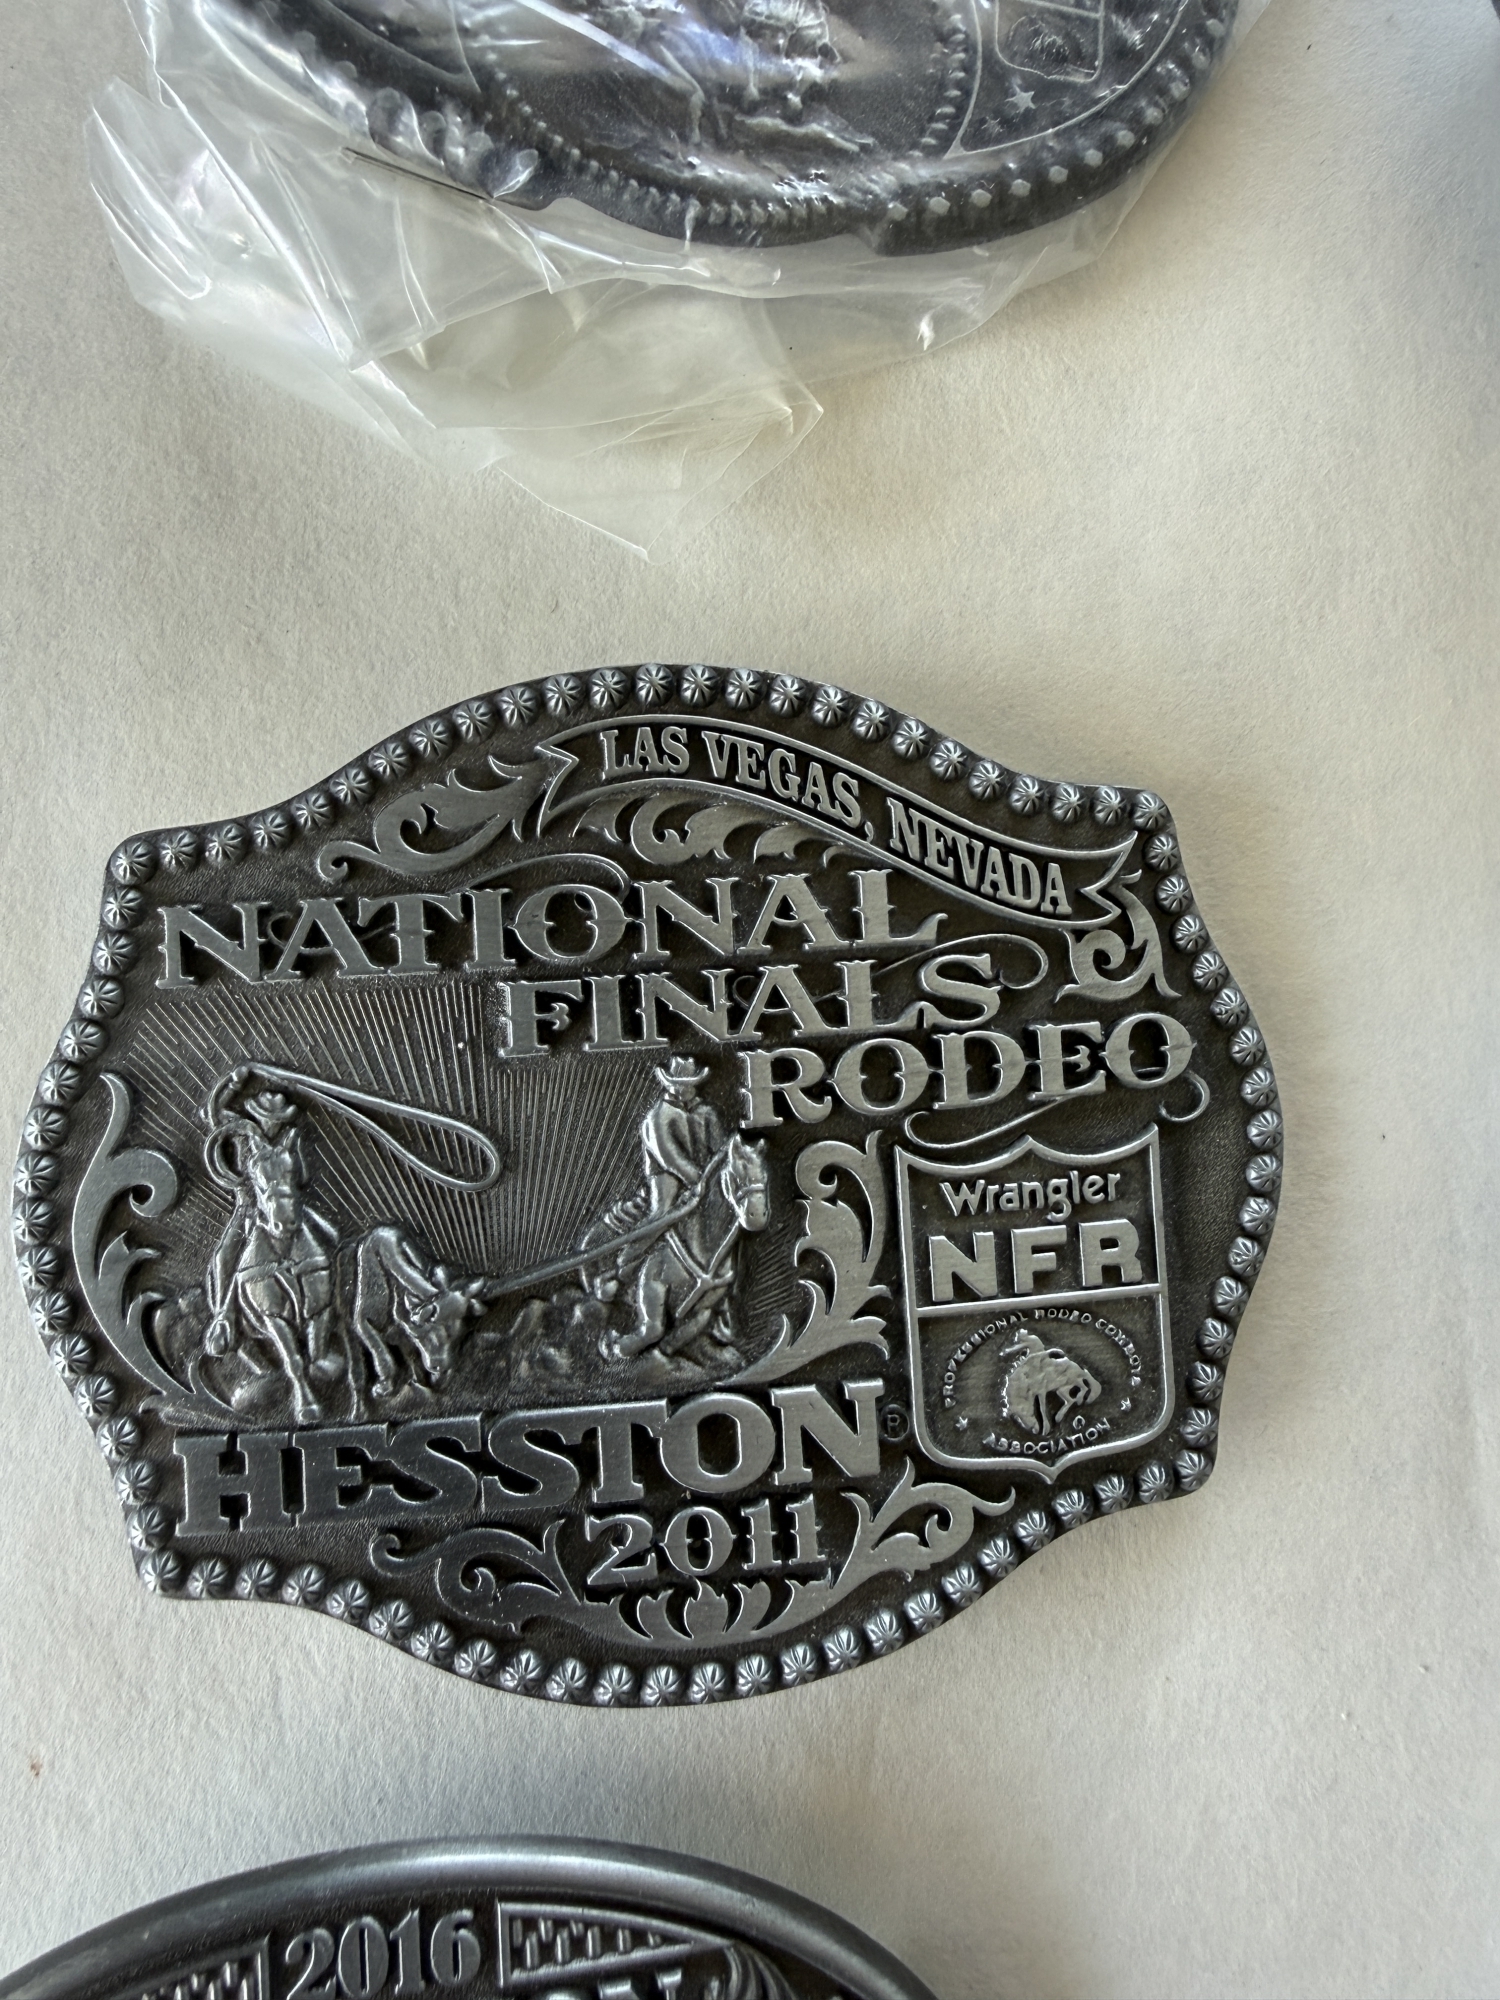 LAS VEGAS, NEVADA
NATIONAL
FINALS
RODEO
Wrangler
NFR
PROFESSIONAL RODEO COWBOYS
ASSOCIATION
HESSTON®
2011
2016